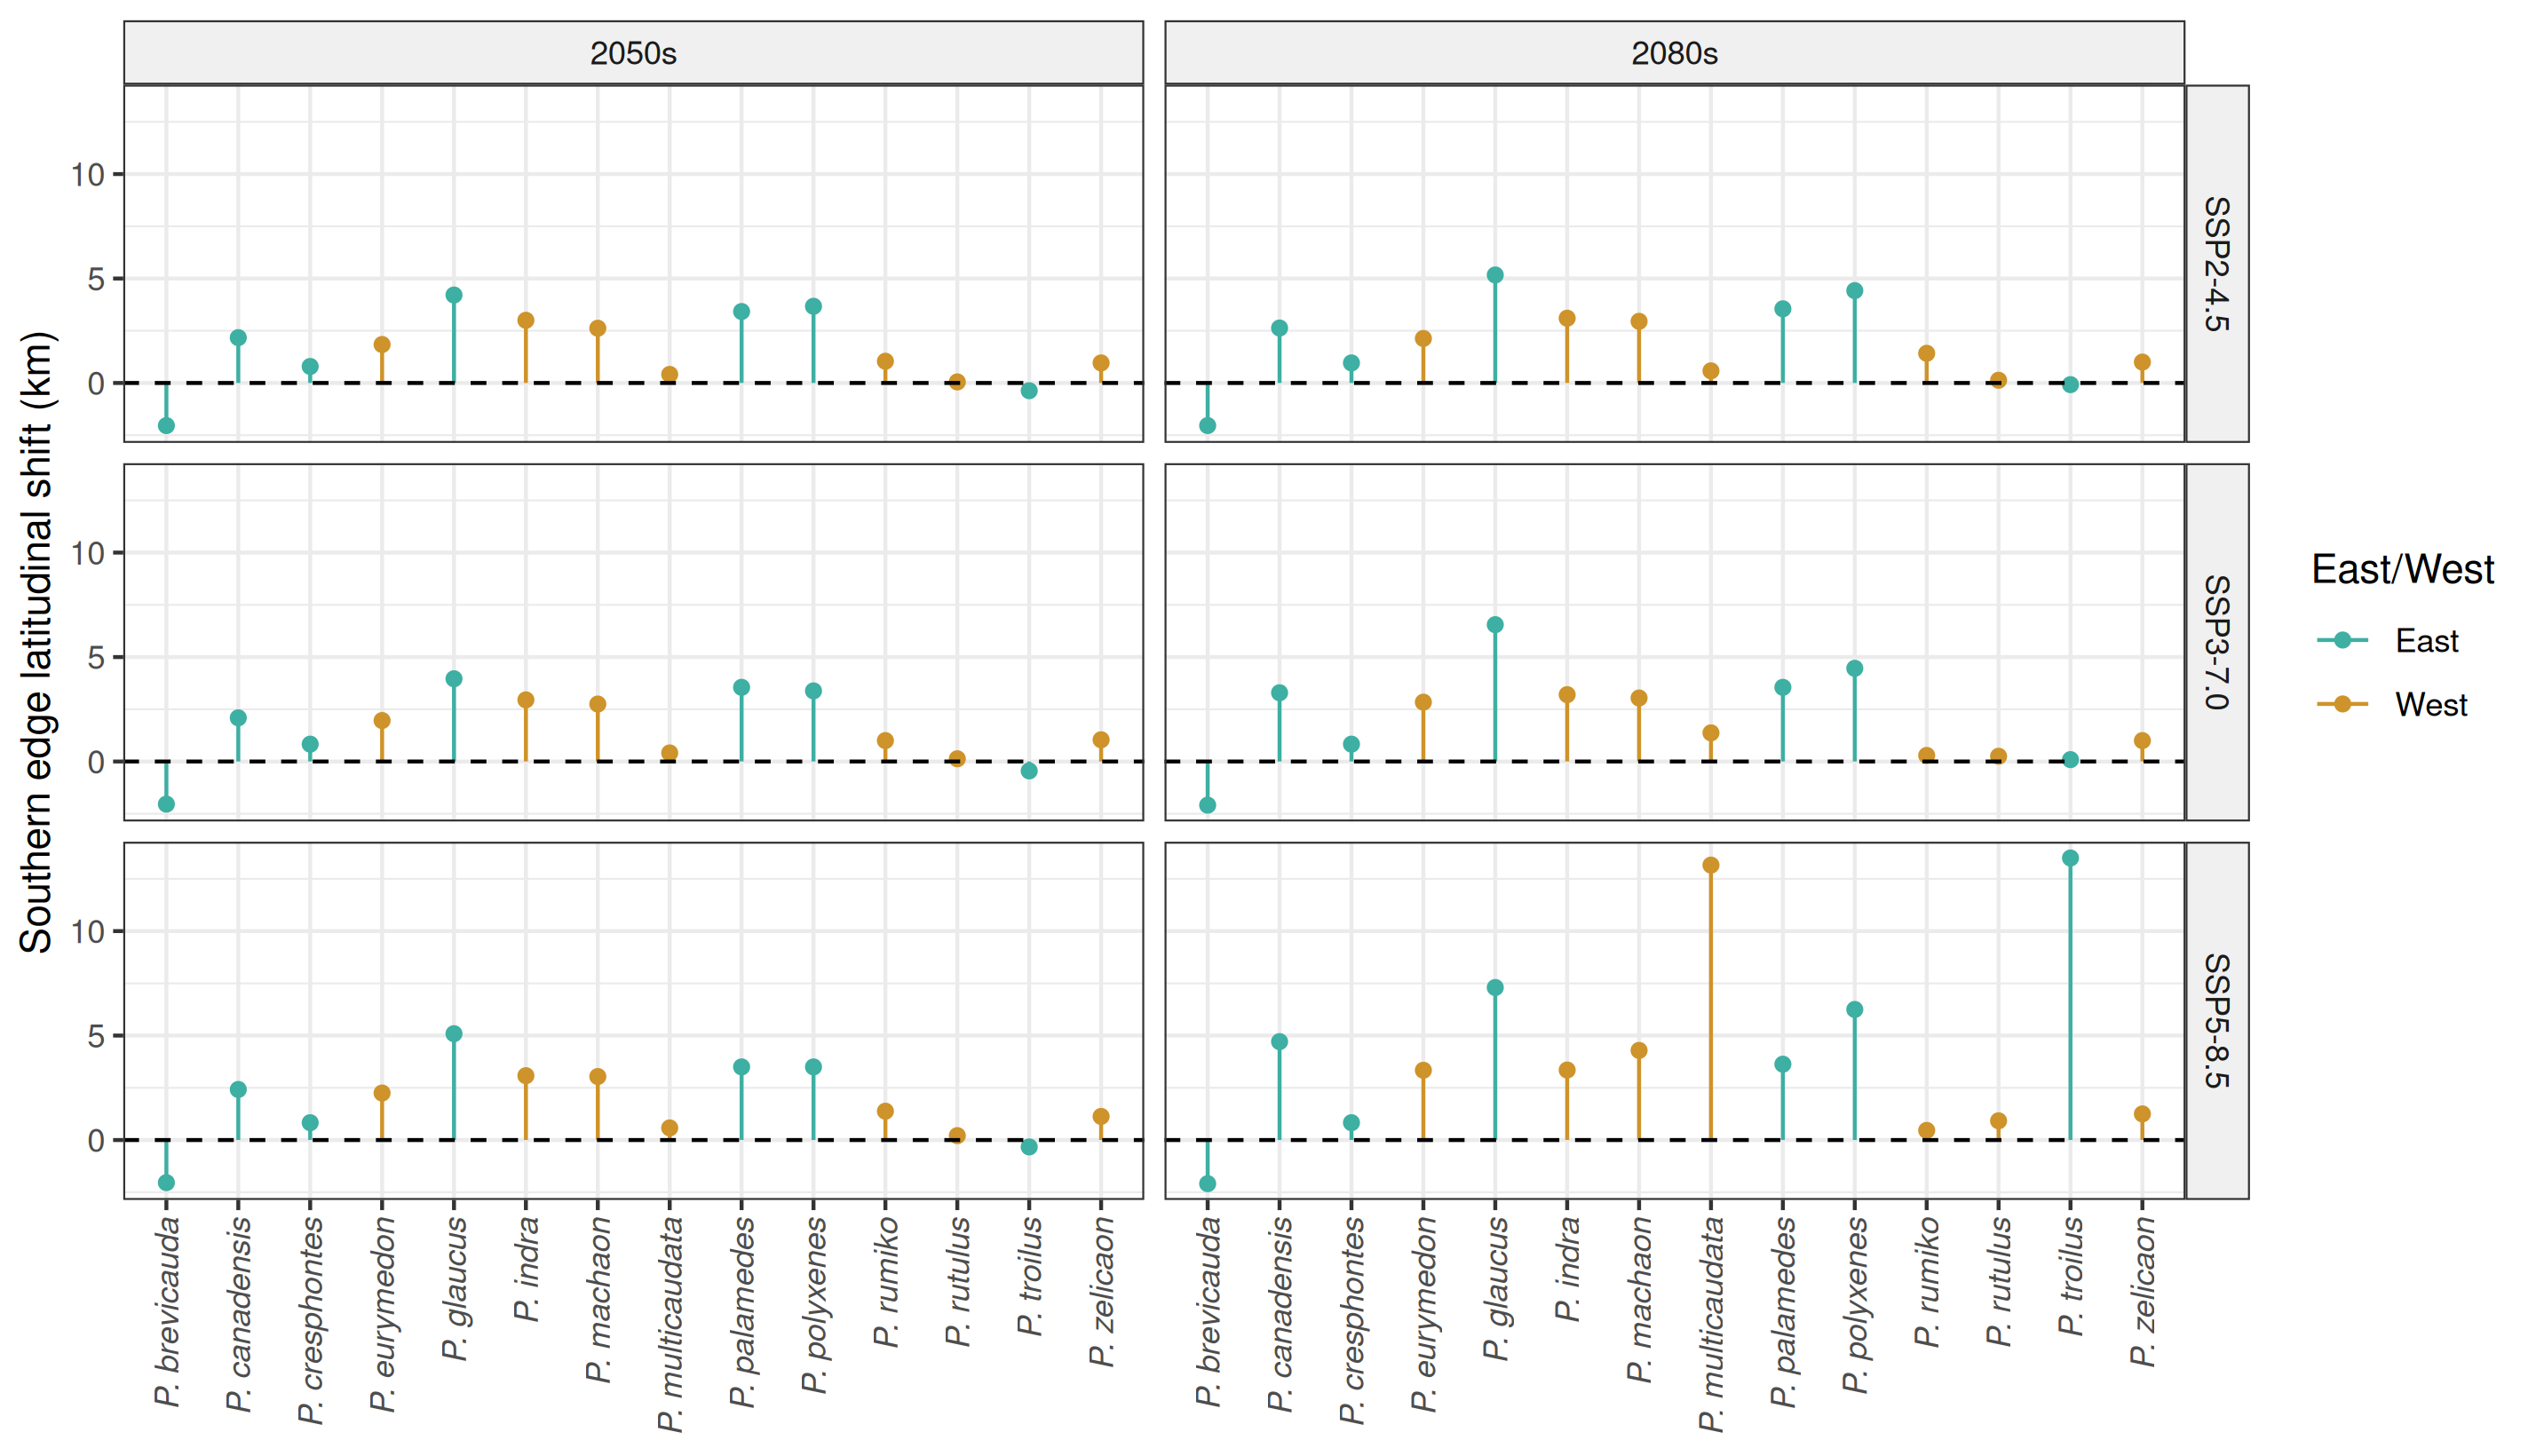 2050s
2080s
Southern edge latitudinal shift (km)
10
5
0
SSP2-4.5
10
5
0
SSP3-7.0
10
5
0
SSP5-8.5
P. brevicauda
P. canadensis
P. cresphontes
P. eurymedon
P. glaucus
P. indra
P. machaon
P. multicaudata
P. palamedes
P. polyxenes
P. rumiko
P. rutulus
P. troilus
P. zelicaon
P. brevicauda
P. canadensis
P. cresphontes
P. eurymedon
P. glaucus
P. indra
P. machaon
P. multicaudata
P. palamedes
P. polyxenes
P. rumiko
P. rutulus
P. troilus
P. zelicaon
East/West
East
West